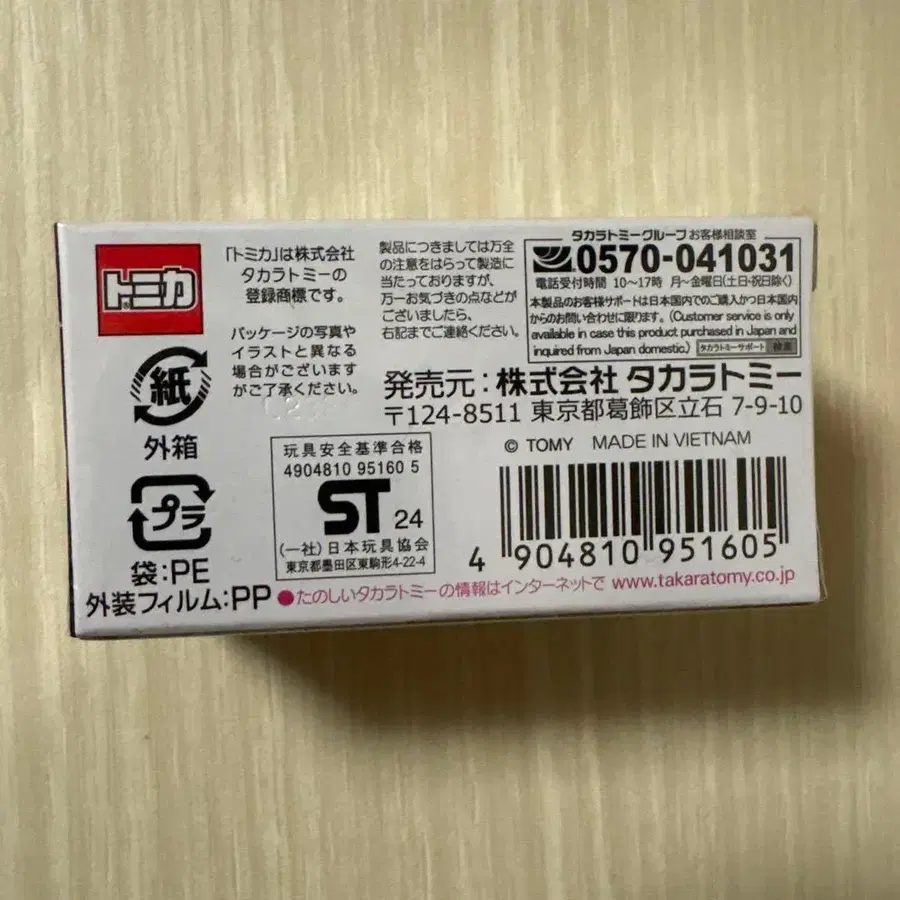 トミカ
「トミカ」は株式会社
タカラトミーの
登録商標です。
パッケージの写真や
イラストと異なる
場合がございます
がご了承ください。
製品につきましては万全
の注意をはらって製造に
当たっておりますが、
万一お気づきの点などが
ございましたら、
右記までご連絡ください。
タカラトミーグループお客様相談室
0570-041031
電話受付時間 10〜17時 月〜金曜日(土日・祝日除く)
本製品のお客様サポートは日本国内でのご購入かつ日本国内
からのお問い合わせに限ります。(Customer service is only
available in case this product purchased in Japan and
inquired from Japan domestic.) タカラトミーサポート 検索
発売元:株式会社 タカラトミー
〒124-8511 東京都葛飾区立石 7-9-10
© TOMY MADE IN VIETNAM
紙
外箱
プラ
袋:PE
外装フィルム:PP
玩具安全基準合格
4904810 95160 5
ST 24
(一社)日本玩具協会
東京都墨田区東駒形4-22-4
4 904810 951605
●たのしいタカラトミーの情報はインターネットで www.takaratomy.co.jp